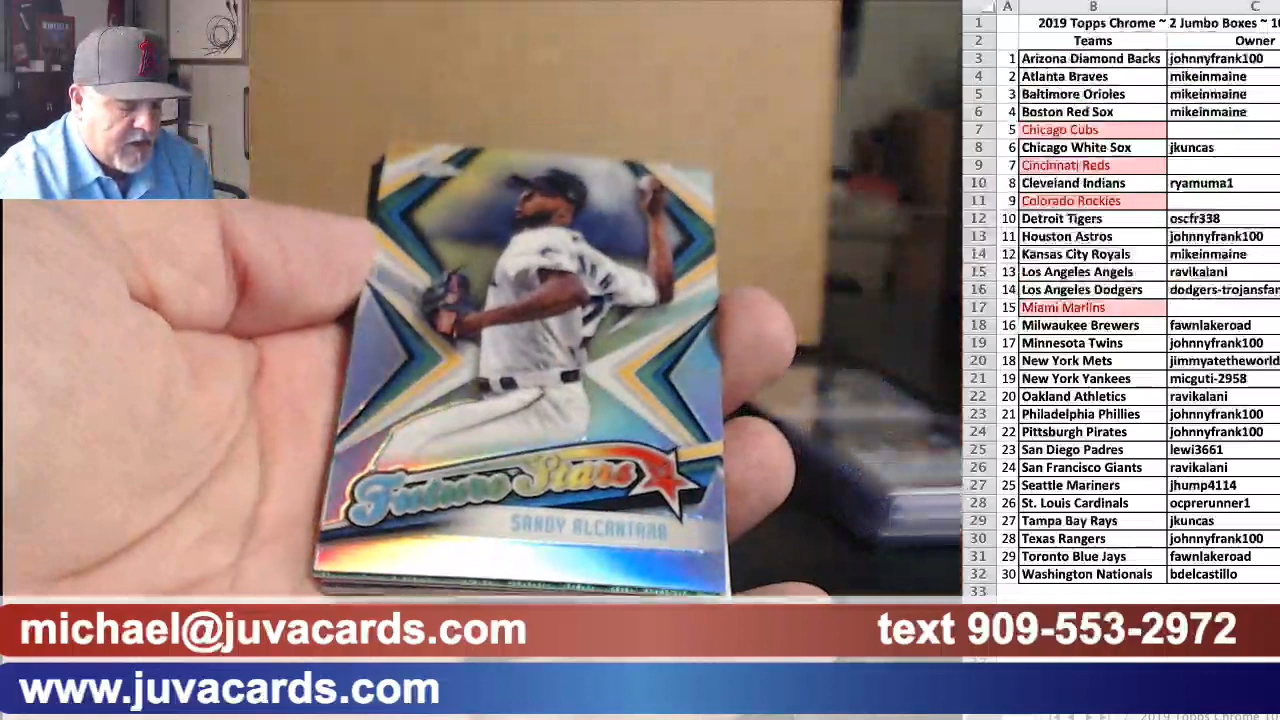 A B C
1 2019 Topps Chrome ~ 2 Jumbo Boxes ~
2 Teams Owner
3 1 Arizona Diamond Backs johnnyfrank100
4 2 Atlanta Braves mikeinmaine
5 3 Baltimore Orioles mikeinmaine
6 4 Boston Red Sox mikeinmaine
7 5 Chicago Cubs
8 6 Chicago White Sox jkuncas
9 7 Cincinnati Reds
10 8 Cleveland Indians ryamuma1
11 9 Colorado Rockies
12 10 Detroit Tigers oscfr338
13 11 Houston Astros johnnyfrank100
14 12 Kansas City Royals mikeinmaine
15 13 Los Angeles Angels ravikalani
16 14 Los Angeles Dodgers dodgers-trojansfan
17 15 Miami Marlins
18 16 Milwaukee Brewers fawnlakeroad
19 17 Minnesota Twins johnnyfrank100
20 18 New York Mets jimmyatetheworld
21 19 New York Yankees micguti-2958
22 20 Oakland Athletics ravikalani
23 21 Philadelphia Phillies johnnyfrank100
24 22 Pittsburgh Pirates johnnyfrank100
25 23 San Diego Padres lewi3661
26 24 San Francisco Giants ravikalani
27 25 Seattle Mariners jhump4114
28 26 St. Louis Cardinals ocprerunner1
29 27 Tampa Bay Rays jkuncas
30 28 Texas Rangers johnnyfrank100
31 29 Toronto Blue Jays fawnlakeroad
32 30 Washington Nationals bdelcastillo
33
Future Stars
SANDY ALCANTARA
michael@juvacards.com
text 909-553-2972
www.juvacards.com